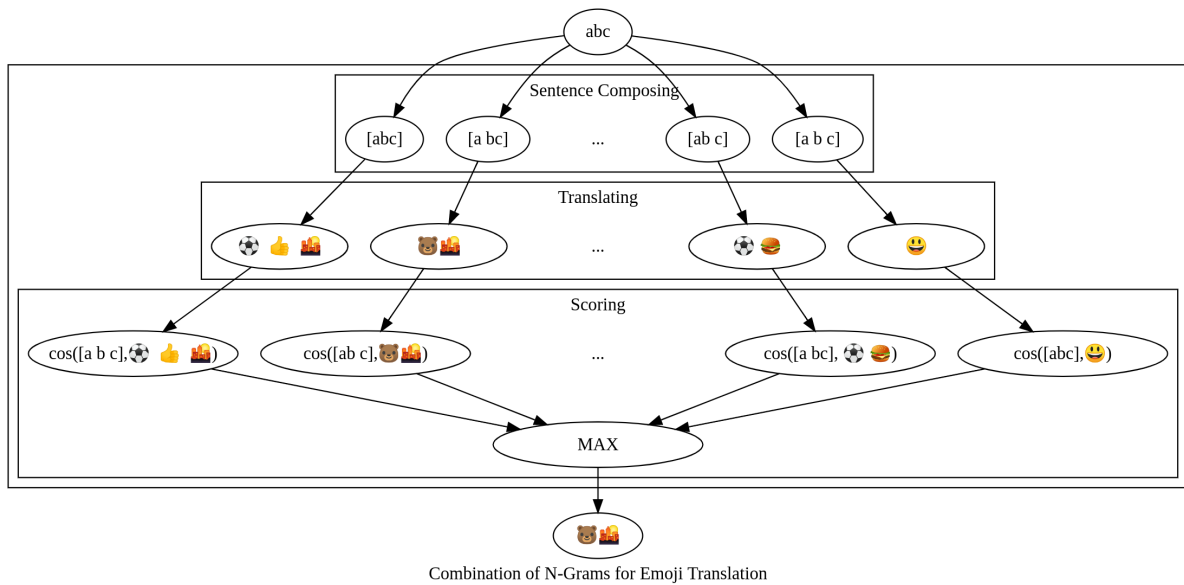 abc
Sentence Composing
[abc] [a bc] ... [ab c] [a b c]
Translating
⚽ 👍 🌇 🐻🌇 ... ⚽ 🍔 😃
Scoring
cos([a b c],⚽ 👍 🌇) cos([ab c],🐻🌇) ... cos([a bc], ⚽ 🍔) cos([abc],😃)
MAX
🐻🌇
Combination of N-Grams for Emoji Translation